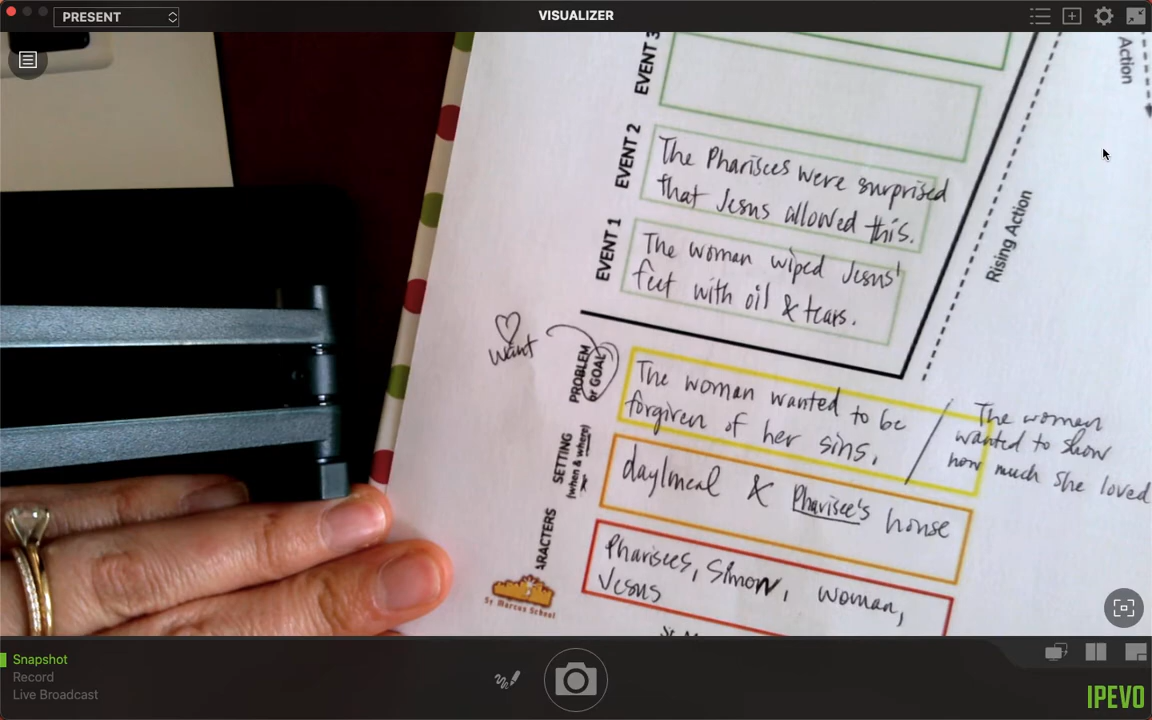 PRESENT
VISUALIZER
EVENT 3
Action
EVENT 2
The Pharisees were surprised
that Jesus allowed this.
Rising Action
EVENT 1
The woman wiped Jesus'
feet with oil & tears.
want
PROBLEM
or GOAL
The woman wanted to be
forgiven of her sins,
The woman
wanted to show
how much she loved
SETTING
(when & where)
day/meal & Pharisee's house
ARACTERS
Pharisees, Simon, woman,
Jesus
St. Marcus School
St. M
Snapshot
Record
Live Broadcast
IPEVO